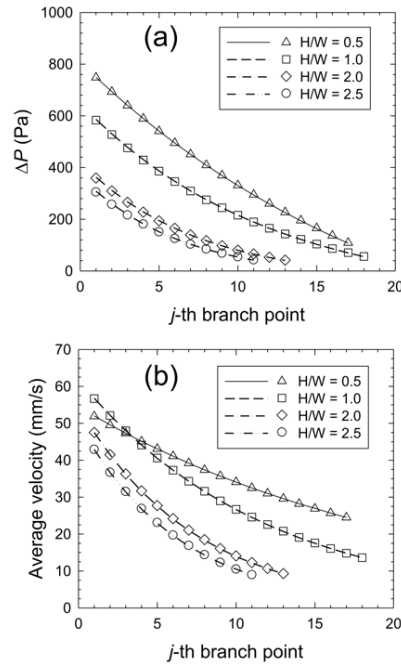 (a)
H/W = 0.5
H/W = 1.0
H/W = 2.0
H/W = 2.5
1000
800
600
400
200
0
ΔP (Pa)
0 5 10 15 20
j-th branch point
(b)
H/W = 0.5
H/W = 1.0
H/W = 2.0
H/W = 2.5
70
60
50
40
30
20
10
0
Average velocity (mm/s)
0 5 10 15 20
j-th branch point